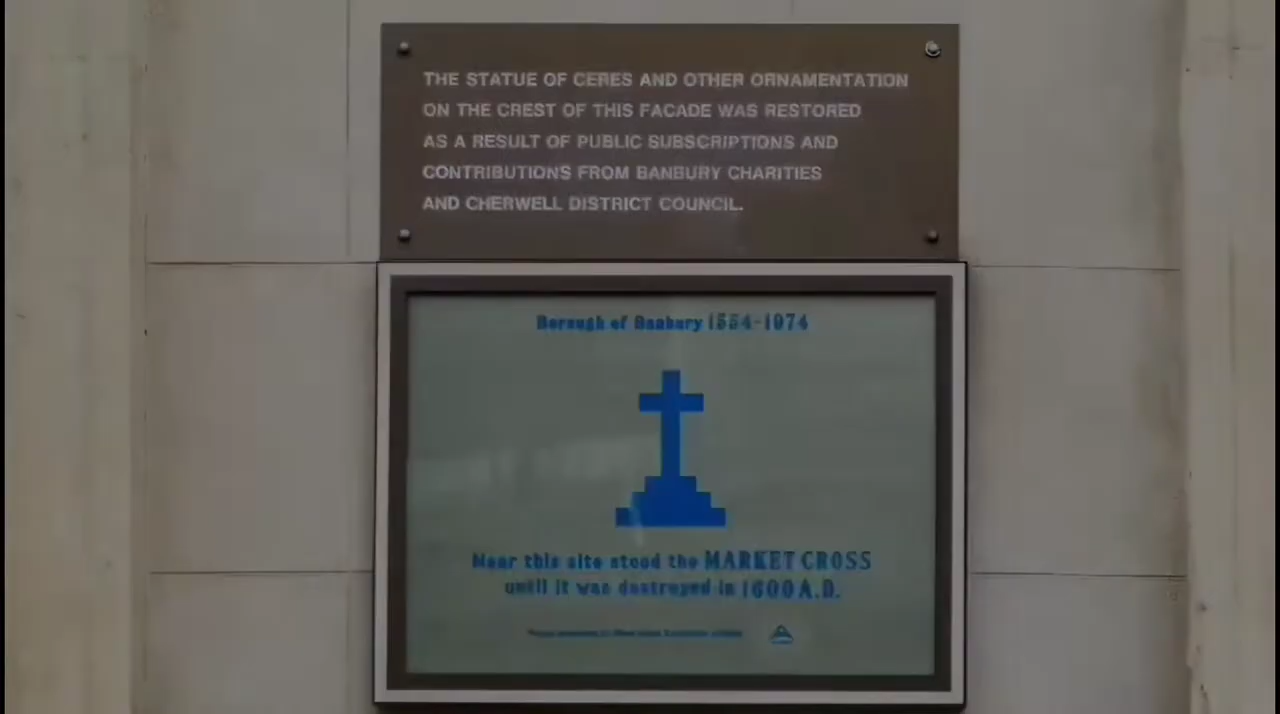 THE STATUE OF CERES AND OTHER ORNAMENTATION
ON THE CREST OF THIS FACADE WAS RESTORED
AS A RESULT OF PUBLIC SUBSCRIPTIONS AND
CONTRIBUTIONS FROM BANBURY CHARITIES
AND CHERWELL DISTRICT COUNCIL.
Borough of Banbury 1554-1974
Near this site stood the MARKET CROSS
until it was destroyed in 1600 A.D.